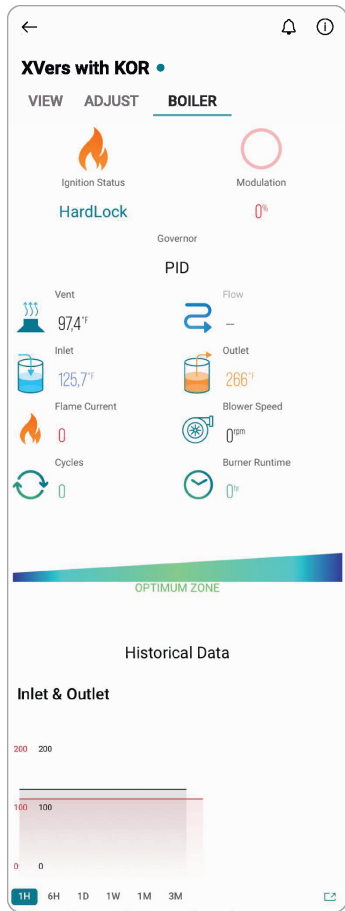 XVers with KOR
VIEW ADJUST BOILER
Ignition Status Modulation
HardLock 0%
Governor
PID
Vent Flow
97,4°F –
Inlet Outlet
125,7°F 266°F
Flame Current Blower Speed
0 0rpm
Cycles Burner Runtime
0 0hr
OPTIMUM ZONE
Historical Data
Inlet & Outlet
200 200
100 100
0 0
1H 6H 1D 1W 1M 3M